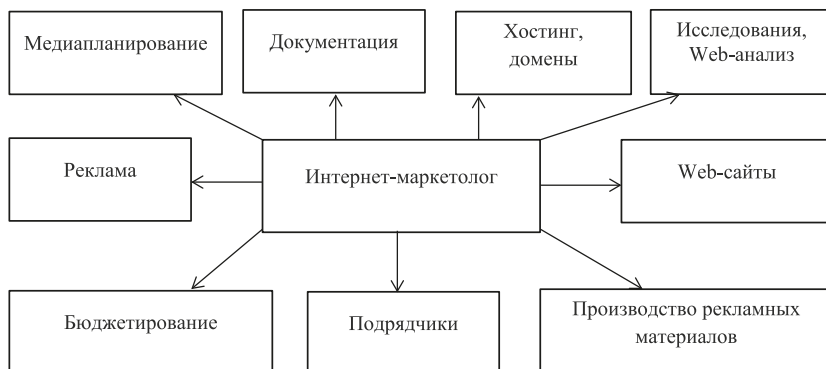 Медиапланирование
Документация
Хостинг,
домены
Исследования,
Web-анализ
Реклама
Интернет-маркетолог
Web-сайты
Бюджетирование
Подрядчики
Производство рекламных
материалов